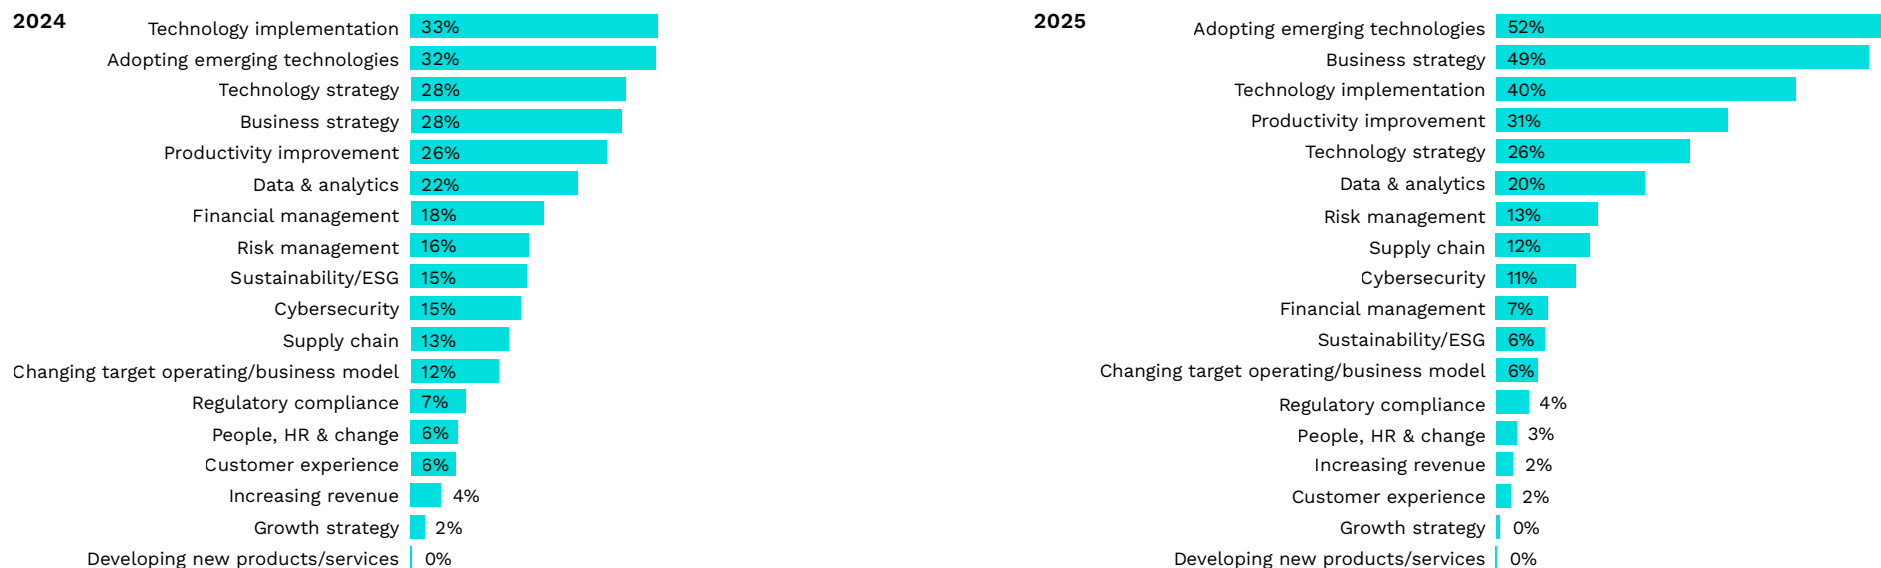 2024
Technology implementation 33%
Adopting emerging technologies 32%
Technology strategy 28%
Business strategy 28%
Productivity improvement 26%
Data & analytics 22%
Financial management 18%
Risk management 16%
Sustainability/ESG 15%
Cybersecurity 15%
Supply chain 13%
Changing target operating/business model 12%
Regulatory compliance 7%
People, HR & change 6%
Customer experience 6%
Increasing revenue 4%
Growth strategy 2%
Developing new products/services 0%
2025
Adopting emerging technologies 52%
Business strategy 49%
Technology implementation 40%
Productivity improvement 31%
Technology strategy 26%
Data & analytics 20%
Risk management 13%
Supply chain 12%
Cybersecurity 11%
Financial management 7%
Sustainability/ESG 6%
Changing target operating/business model 6%
Regulatory compliance 4%
People, HR & change 3%
Increasing revenue 2%
Customer experience 2%
Growth strategy 0%
Developing new products/services 0%